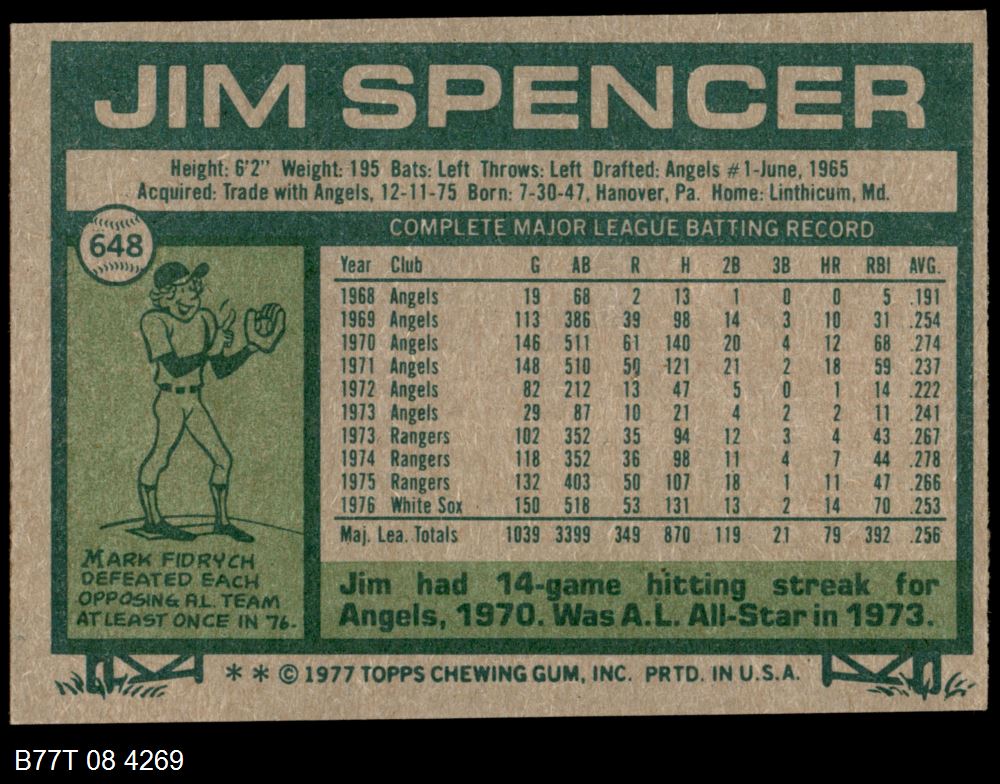 JIM SPENCER
Height: 6'2" Weight: 195 Bats: Left Throws: Left Drafted: Angels #1-June, 1965
Acquired: Trade with Angels, 12-11-75 Born: 7-30-47, Hanover, Pa. Home: Linthicum, Md.
648
COMPLETE MAJOR LEAGUE BATTING RECORD
Year Club G AB R H 2B 3B HR RBI AVG.
1968 Angels 19 68 2 13 1 0 0 5 .191
1969 Angels 113 386 39 98 14 3 10 31 .254
1970 Angels 146 511 61 140 20 4 12 68 .274
1971 Angels 148 510 50 121 21 2 18 59 .237
1972 Angels 82 212 13 47 5 0 1 14 .222
1973 Angels 29 87 10 21 4 2 2 11 .241
1973 Rangers 102 352 35 94 12 3 4 43 .267
1974 Rangers 118 352 36 98 11 4 7 44 .278
1975 Rangers 132 403 50 107 18 1 11 47 .266
1976 White Sox 150 518 53 131 13 2 14 70 .253
Maj. Lea. Totals 1039 3399 349 870 119 21 79 392 .256
MARK FIDRYCH
DEFEATED EACH
OPPOSING A.L. TEAM
AT LEAST ONCE IN '76.
Jim had 14-game hitting streak for
Angels, 1970. Was A.L. All-Star in 1973.
** © 1977 TOPPS CHEWING GUM, INC. PRTD. IN U.S.A.
B77T 08 4269